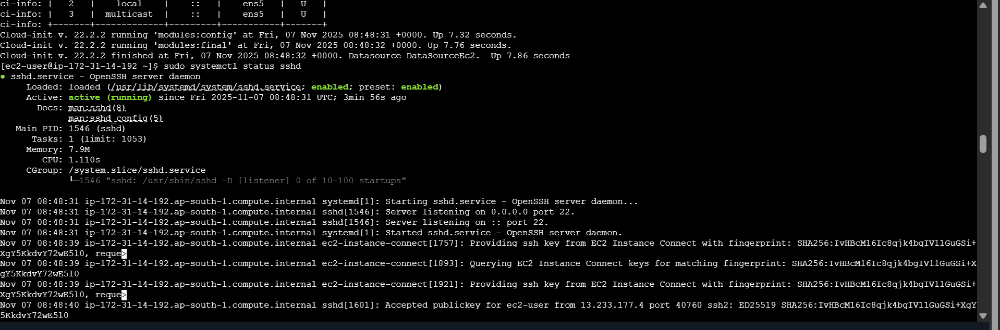 ci-info: |   2   |    local    |    ::   |    ens5   |   U   |
ci-info: |   3   |  multicast  |    ::   |    ens5   |   U   |
ci-info: +-------+-------------+---------+-----------+-------+
Cloud-init v. 22.2.2 running 'modules:config' at Fri, 07 Nov 2025 08:48:31 +0000. Up 7.32 seconds.
Cloud-init v. 22.2.2 running 'modules:final' at Fri, 07 Nov 2025 08:48:32 +0000. Up 7.76 seconds.
Cloud-init v. 22.2.2 finished at Fri, 07 Nov 2025 08:48:32 +0000. Datasource DataSourceEc2.  Up 7.86 seconds
[ec2-user@ip-172-31-14-192 ~]$ sudo systemctl status sshd
● sshd.service - OpenSSH server daemon
     Loaded: loaded (/usr/lib/systemd/system/sshd.service; enabled; preset: enabled)
     Active: active (running) since Fri 2025-11-07 08:48:31 UTC; 3min 56s ago
       Docs: man:sshd(8)
             man:sshd_config(5)
   Main PID: 1546 (sshd)
      Tasks: 1 (limit: 1053)
     Memory: 7.9M
        CPU: 1.110s
     CGroup: /system.slice/sshd.service
             └─1546 "sshd: /usr/sbin/sshd -D [listener] 0 of 10-100 startups"
Nov 07 08:48:31 ip-172-31-14-192.ap-south-1.compute.internal systemd[1]: Starting sshd.service - OpenSSH server daemon...
Nov 07 08:48:31 ip-172-31-14-192.ap-south-1.compute.internal sshd[1546]: Server listening on 0.0.0.0 port 22.
Nov 07 08:48:31 ip-172-31-14-192.ap-south-1.compute.internal sshd[1546]: Server listening on :: port 22.
Nov 07 08:48:31 ip-172-31-14-192.ap-south-1.compute.internal systemd[1]: Started sshd.service - OpenSSH server daemon.
Nov 07 08:48:39 ip-172-31-14-192.ap-south-1.compute.internal ec2-instance-connect[1757]: Providing ssh key from EC2 Instance Connect with fingerprint: SHA256:IvHBcM16Ic8qjk4bgIV11GuGSi+
XgY5KkdvY72wE5l0, reque>
Nov 07 08:48:39 ip-172-31-14-192.ap-south-1.compute.internal ec2-instance-connect[1893]: Querying EC2 Instance Connect keys for matching fingerprint: SHA256:IvHBcM16Ic8qjk4bgIV11GuGSi+X
gY5KkdvY72wE5l0
Nov 07 08:48:39 ip-172-31-14-192.ap-south-1.compute.internal ec2-instance-connect[1921]: Providing ssh key from EC2 Instance Connect with fingerprint: SHA256:IvHBcM16Ic8qjk4bgIV11GuGSi+
XgY5KkdvY72wE5l0, reque>
Nov 07 08:48:40 ip-172-31-14-192.ap-south-1.compute.internal sshd[1601]: Accepted publickey for ec2-user from 13.233.177.4 port 40760 ssh2: ED25519 SHA256:IvHBcM16Ic8qjk4bgIV11GuGSi+XgY
5KkdvY72wE5l0